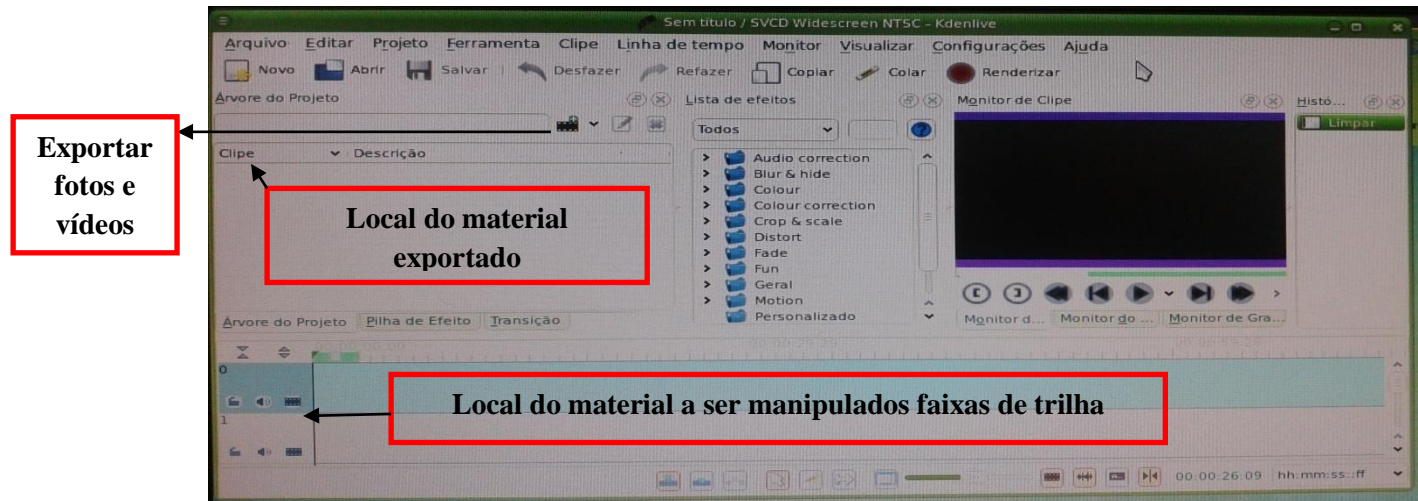 Sem título / SVCD Widescreen NTSC - Kdenlive
Arquivo Editar Projeto Ferramenta Clipe Linha de tempo Monitor Visualizar Configurações Ajuda
Novo Abrir Salvar Desfazer Refazer Copiar Colar Renderizar
Árvore do Projeto Lista de efeitos Monitor de Clipe Histó...
Todos
Limpar
Clipe Descrição
Audio correction
Blur & hide
Colour
Colour correction
Crop & scale
Distort
Fade
Fun
Geral
Motion
Personalizado
Exportar
fotos e
vídeos
Local do material
exportado
Árvore do Projeto Pilha de Efeito Transição
Monitor d... Monitor do ... Monitor de Gra...
0
Local do material a ser manipulados faixas de trilha
1
00:00:26:09 hh:mm:ss::ff